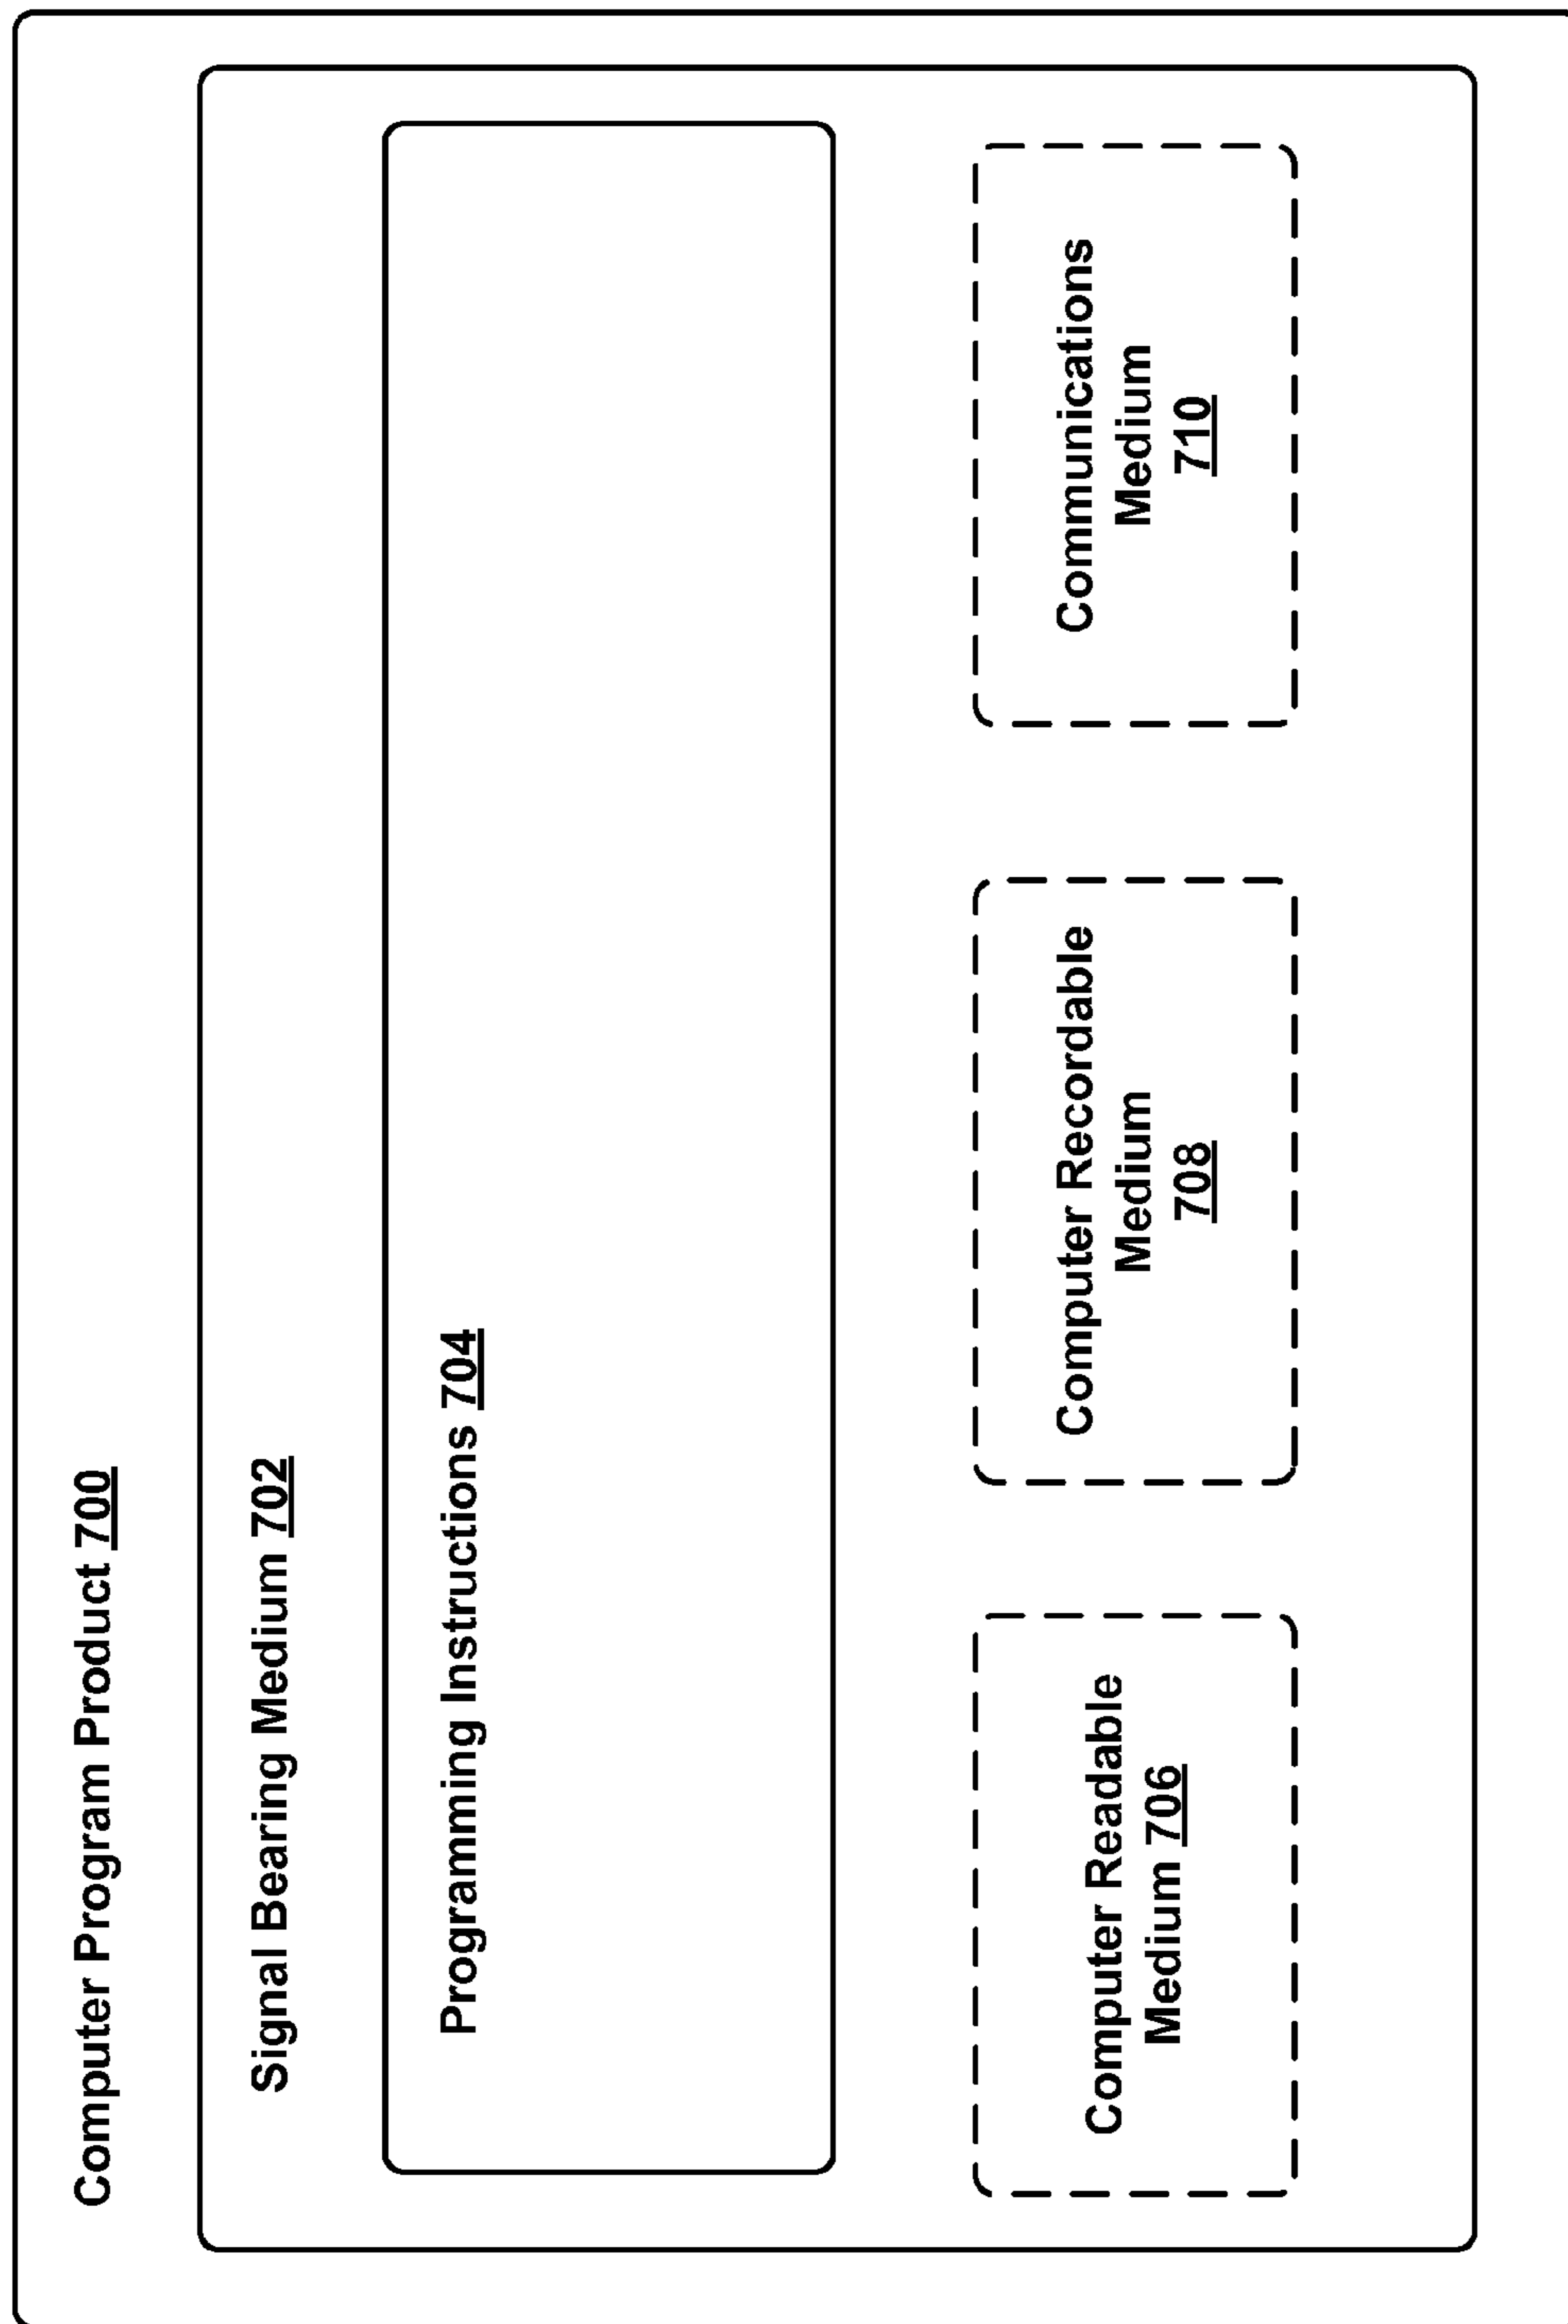 Computer Program Product 700
Signal Bearing Medium 702
Programming Instructions 704
Computer Readable
Medium 706
Computer Recordable
Medium
708
Communications
Medium
710